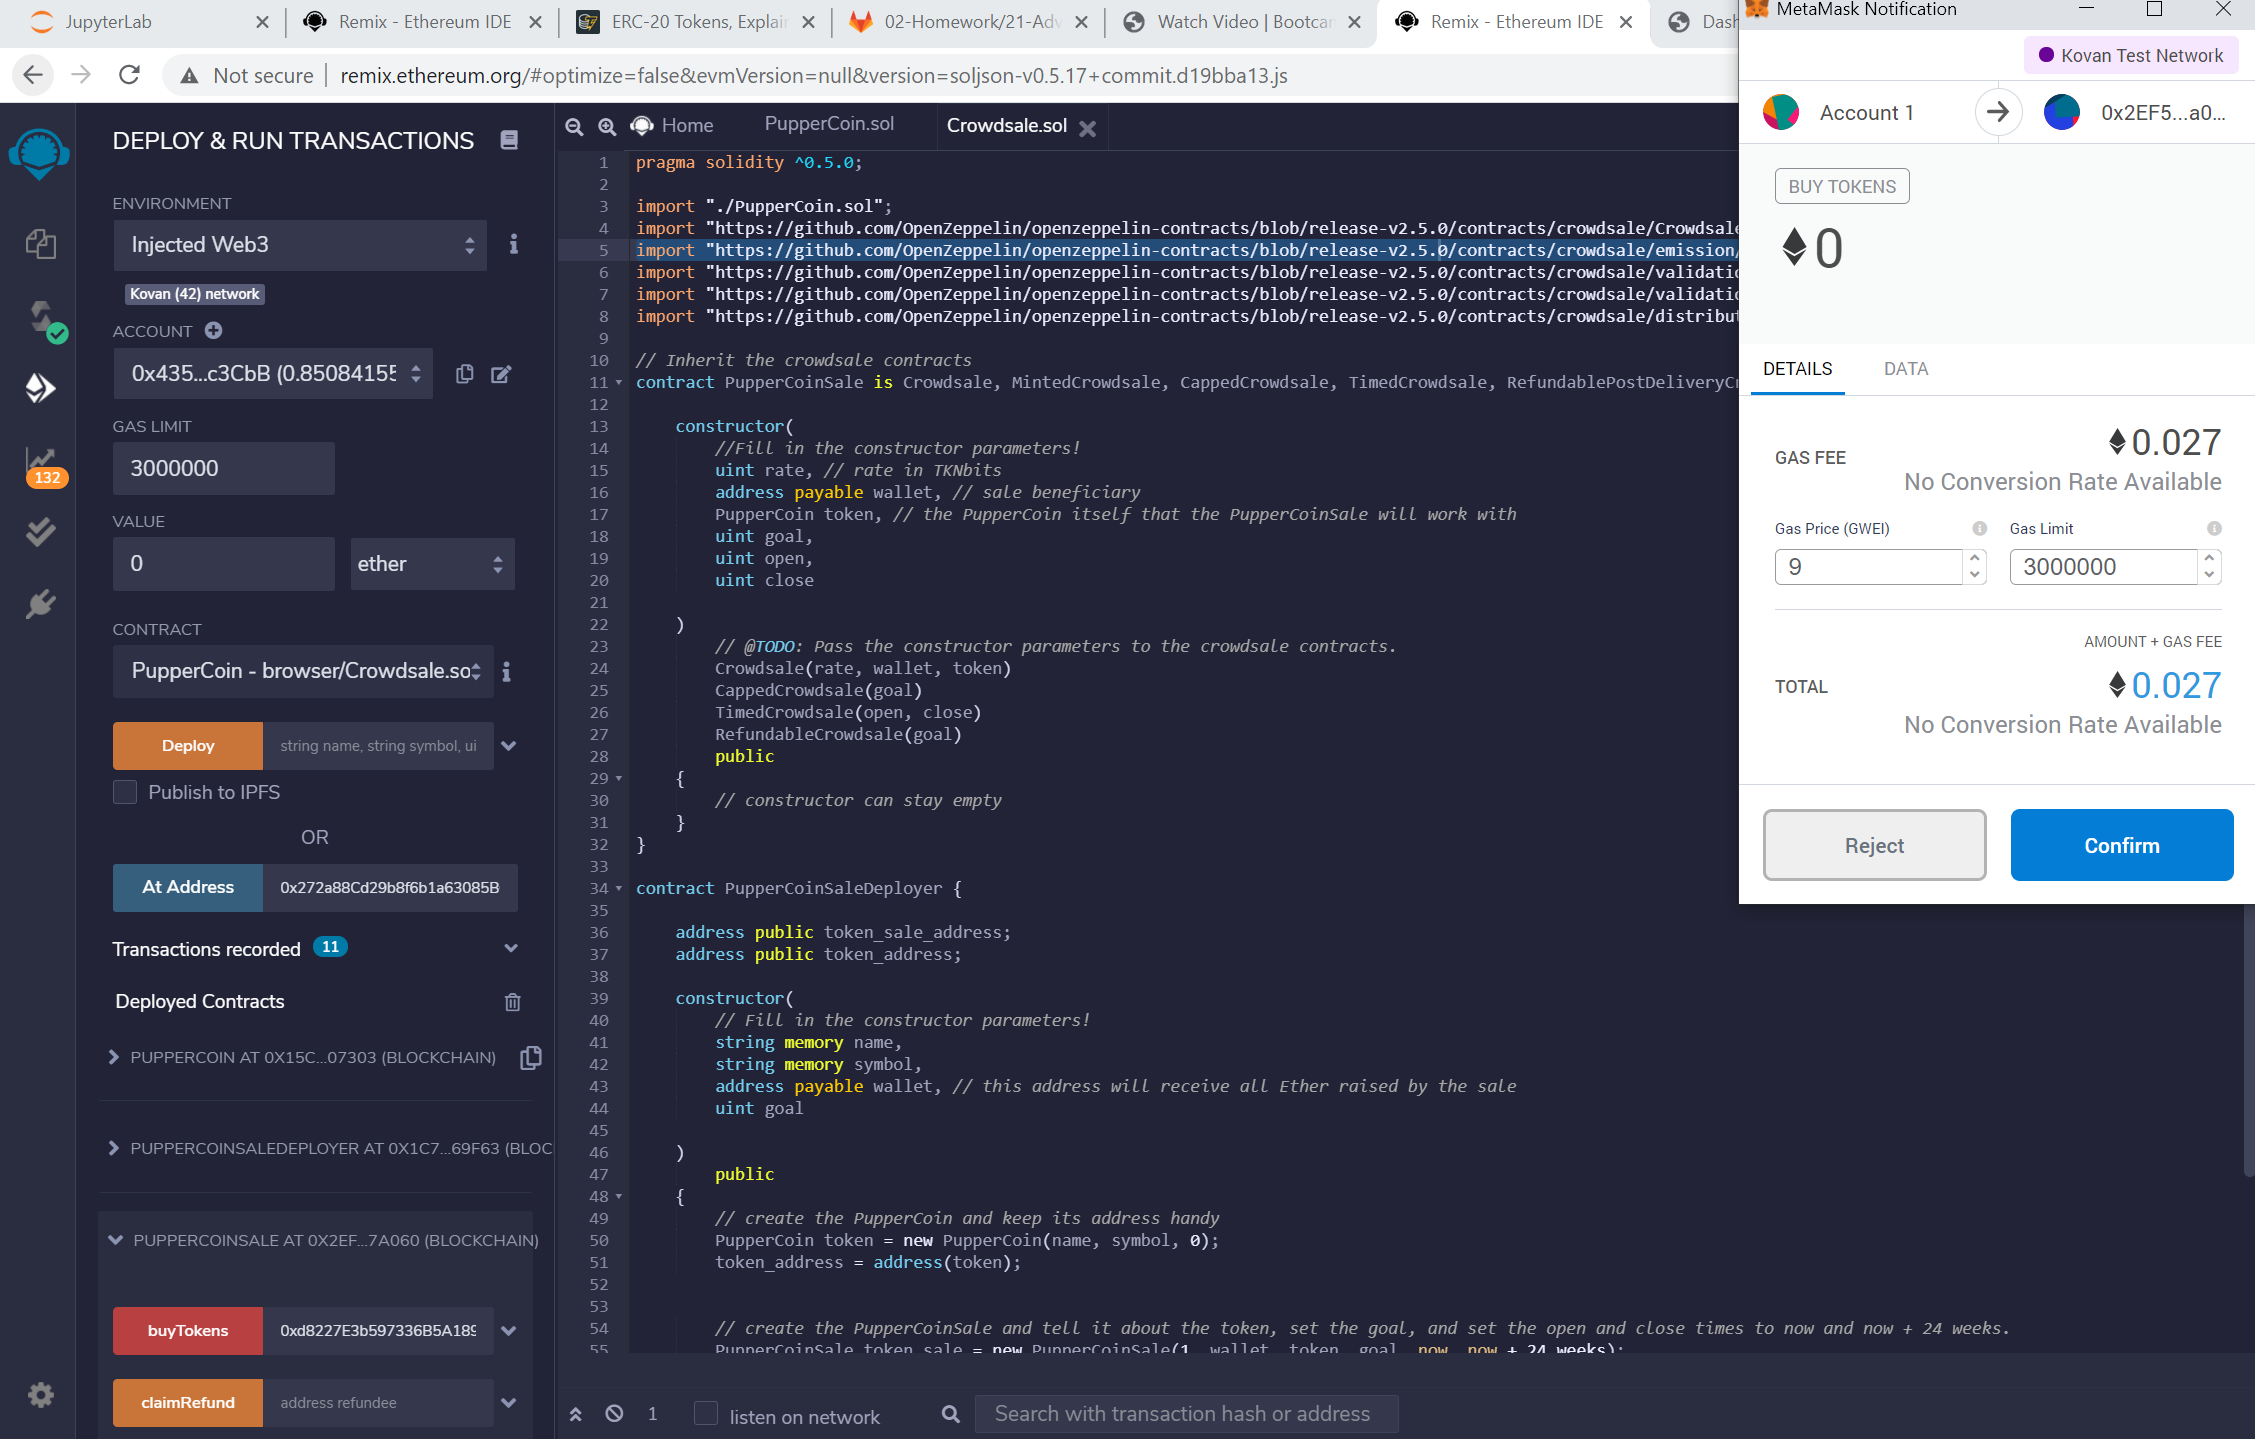 JupyterLab
Remix - Ethereum IDE
ERC-20 Tokens, Explai
02-Homework/21-Adv
Watch Video | Bootca
Remix - Ethereum IDE
Dash
MetaMask Notification
Not secure
remix.ethereum.org/#optimize=false&evmVersion=null&version=soljson-v0.5.17+commit.d19bba13.js
Kovan Test Network
Account 1
0x2EF5...a0...
BUY TOKENS
0
DETAILS
DATA
GAS FEE
0.027
No Conversion Rate Available
Gas Price (GWEI)
Gas Limit
9
3000000
AMOUNT + GAS FEE
TOTAL
0.027
No Conversion Rate Available
Reject
Confirm
DEPLOY & RUN TRANSACTIONS
ENVIRONMENT
Injected Web3
Kovan (42) network
ACCOUNT
0x435...c3CbB (0.85084155
GAS LIMIT
3000000
132
VALUE
0
ether
CONTRACT
PupperCoin - browser/Crowdsale.so
Deploy
string name, string symbol, ui
Publish to IPFS
OR
At Address
0x272a88Cd29b8f6b1a63085B
Transactions recorded 11
Deployed Contracts
PUPPERCOIN AT 0X15C...07303 (BLOCKCHAIN)
PUPPERCOINSALEDEPLOYER AT 0X1C7...69F63 (BLOC
PUPPERCOINSALE AT 0X2EF...7A060 (BLOCKCHAIN)
buyTokens
0xd8227E3b597336B5A189
claimRefund
address refundee
Home
PupperCoin.sol
Crowdsale.sol
1 pragma solidity ^0.5.0;
2
3 import "./PupperCoin.sol";
4 import "https://github.com/OpenZeppelin/openzeppelin-contracts/blob/release-v2.5.0/contracts/crowdsale/Crowdsale
5 import "https://github.com/OpenZeppelin/openzeppelin-contracts/blob/release-v2.5.0/contracts/crowdsale/emission/
6 import "https://github.com/OpenZeppelin/openzeppelin-contracts/blob/release-v2.5.0/contracts/crowdsale/validatio
7 import "https://github.com/OpenZeppelin/openzeppelin-contracts/blob/release-v2.5.0/contracts/crowdsale/validatio
8 import "https://github.com/OpenZeppelin/openzeppelin-contracts/blob/release-v2.5.0/contracts/crowdsale/distribut
9
10 // Inherit the crowdsale contracts
11 contract PupperCoinSale is Crowdsale, MintedCrowdsale, CappedCrowdsale, TimedCrowdsale, RefundablePostDeliveryCr
12
13 constructor(
14 //Fill in the constructor parameters!
15 uint rate, // rate in TKNbits
16 address payable wallet, // sale beneficiary
17 PupperCoin token, // the PupperCoin itself that the PupperCoinSale will work with
18 uint goal,
19 uint open,
20 uint close
21
22 )
23 // @TODO: Pass the constructor parameters to the crowdsale contracts.
24 Crowdsale(rate, wallet, token)
25 CappedCrowdsale(goal)
26 TimedCrowdsale(open, close)
27 RefundableCrowdsale(goal)
28 public
29 {
30 // constructor can stay empty
31 }
32 }
33
34 contract PupperCoinSaleDeployer {
35
36 address public token_sale_address;
37 address public token_address;
38
39 constructor(
40 // Fill in the constructor parameters!
41 string memory name,
42 string memory symbol,
43 address payable wallet, // this address will receive all Ether raised by the sale
44 uint goal
45
46 )
47 public
48 {
49 // create the PupperCoin and keep its address handy
50 PupperCoin token = new PupperCoin(name, symbol, 0);
51 token_address = address(token);
52
53
54 // create the PupperCoinSale and tell it about the token, set the goal, and set the open and close times to now and now + 24 weeks.
55 PupperCoinSale token_sale = new PupperCoinSale(1, wallet, token, goal, now, now + 24 weeks);
1
listen on network
Search with transaction hash or address